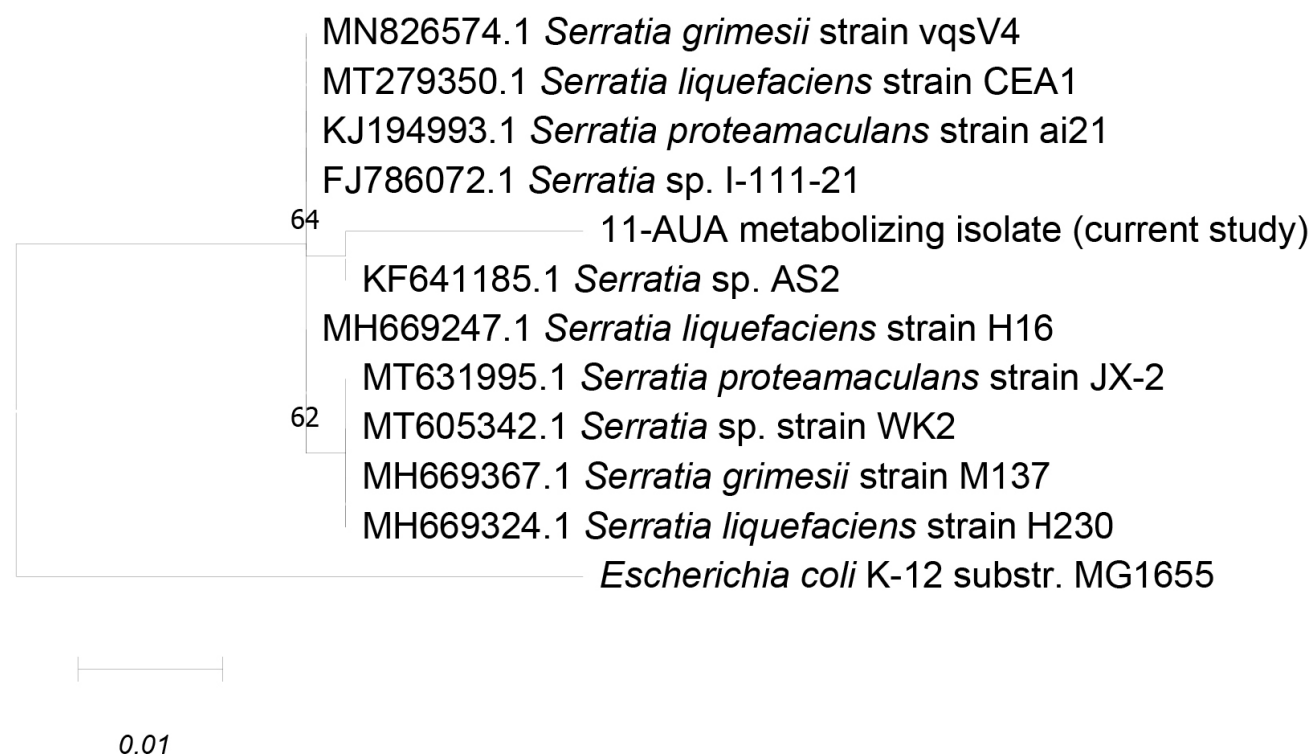 MN826574.1 Serratia grimesii strain vqsV4
MT279350.1 Serratia liquefaciens strain CEA1
KJ194993.1 Serratia proteamaculans strain ai21
FJ786072.1 Serratia sp. I-111-21
64
11-AUA metabolizing isolate (current study)
KF641185.1 Serratia sp. AS2
MH669247.1 Serratia liquefaciens strain H16
MT631995.1 Serratia proteamaculans strain JX-2
62
MT605342.1 Serratia sp. strain WK2
MH669367.1 Serratia grimesii strain M137
MH669324.1 Serratia liquefaciens strain H230
Escherichia coli K-12 substr. MG1655
0.01